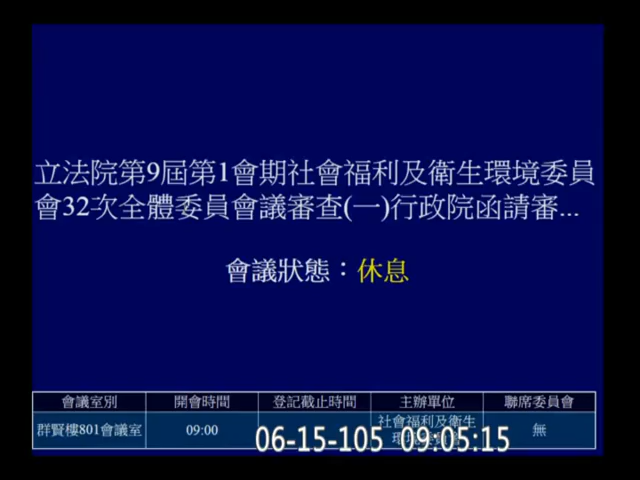 立法院第9屆第1會期社會福利及衛生環境委員
會32次全體委員會議審查(一)行政院函請審...
會議狀態：休息
會議室別 開會時間 登記截止時間 主辦單位 聯席委員會
群賢樓801會議室 09:00 社會福利及衛生 無
06-15-105 09:05:15